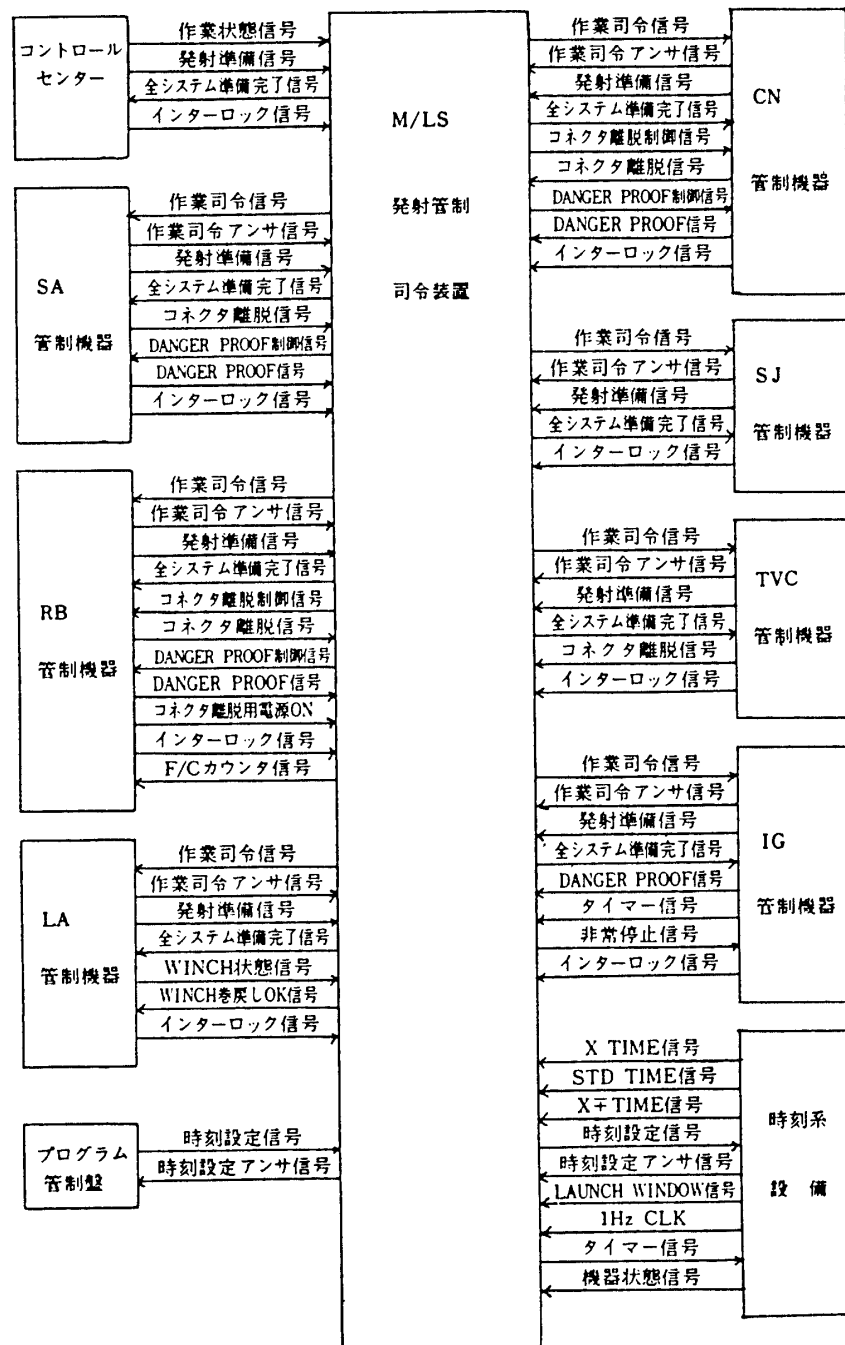 コントロール
センター
作業状態信号
発射準備信号
全システム準備完了信号
インターロック信号
SA
管制機器
作業司令信号
作業司令アンサ信号
発射準備信号
全システム準備完了信号
コネクタ離脱信号
DANGER PROOF制御信号
DANGER PROOF信号
インターロック信号
RB
管制機器
作業司令信号
作業司令アンサ信号
発射準備信号
全システム準備完了信号
コネクタ離脱制御信号
コネクタ離脱信号
DANGER PROOF制御信号
DANGER PROOF信号
コネクタ離脱用電源ON
インターロック信号
F/Cカウンタ信号
LA
管制機器
作業司令信号
作業司令アンサ信号
発射準備信号
全システム準備完了信号
WINCH状態信号
WINCH巻戻しOK信号
インターロック信号
プログラム
管制盤
時刻設定信号
時刻設定アンサ信号
M/LS
発射管制
司令装置
作業司令信号
作業司令アンサ信号
発射準備信号
全システム準備完了信号
コネクタ離脱制御信号
コネクタ離脱信号
DANGER PROOF制御信号
DANGER PROOF信号
インターロック信号
CN
管制機器
作業司令信号
作業司令アンサ信号
発射準備信号
全システム準備完了信号
インターロック信号
SJ
管制機器
作業司令信号
作業司令アンサ信号
発射準備信号
全システム準備完了信号
コネクタ離脱信号
インターロック信号
TVC
管制機器
作業司令信号
作業司令アンサ信号
発射準備信号
全システム準備完了信号
DANGER PROOF信号
タイマー信号
非常停止信号
インターロック信号
IG
管制機器
X TIME信号
STD TIME信号
X∓TIME信号
時刻設定信号
時刻設定アンサ信号
LAUNCH WINDOW信号
1Hz CLK
タイマー信号
機器状態信号
時刻系
設 備